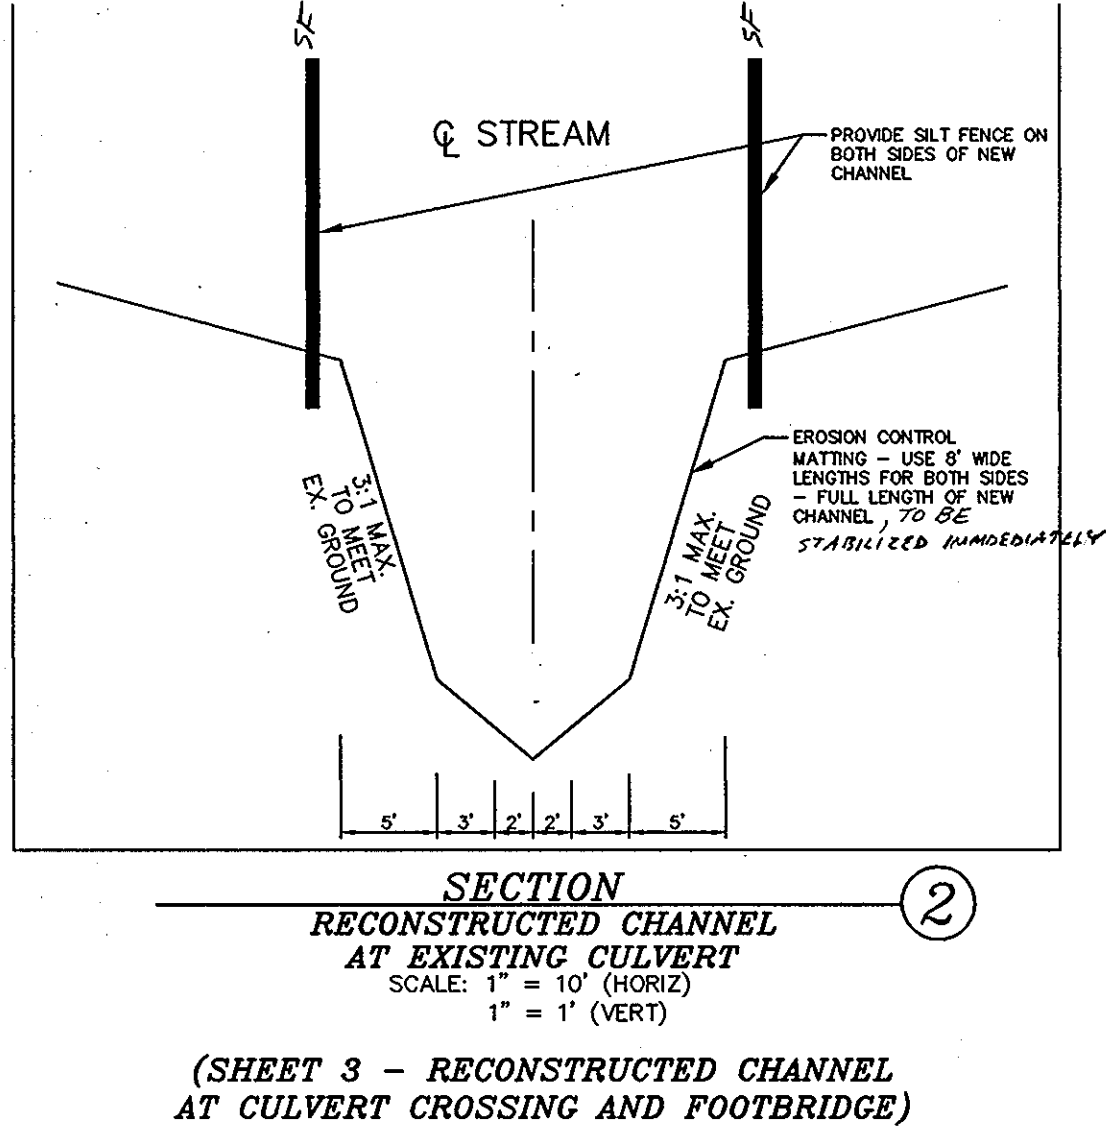 SF
SF
℄ STREAM
PROVIDE SILT FENCE ON
BOTH SIDES OF NEW
CHANNEL
EROSION CONTROL
MATTING – USE 8' WIDE
LENGTHS FOR BOTH SIDES
– FULL LENGTH OF NEW
CHANNEL, TO BE
STABILIZED IMMDEDIATELY
3:1 MAX.
TO MEET
EX. GROUND
3:1 MAX.
TO MEET
EX. GROUND
5' 3' 2' 2' 3' 5'
SECTION
2
RECONSTRUCTED CHANNEL
AT EXISTING CULVERT
SCALE: 1" = 10' (HORIZ)
1" = 1' (VERT)
(SHEET 3 – RECONSTRUCTED CHANNEL
AT CULVERT CROSSING AND FOOTBRIDGE)